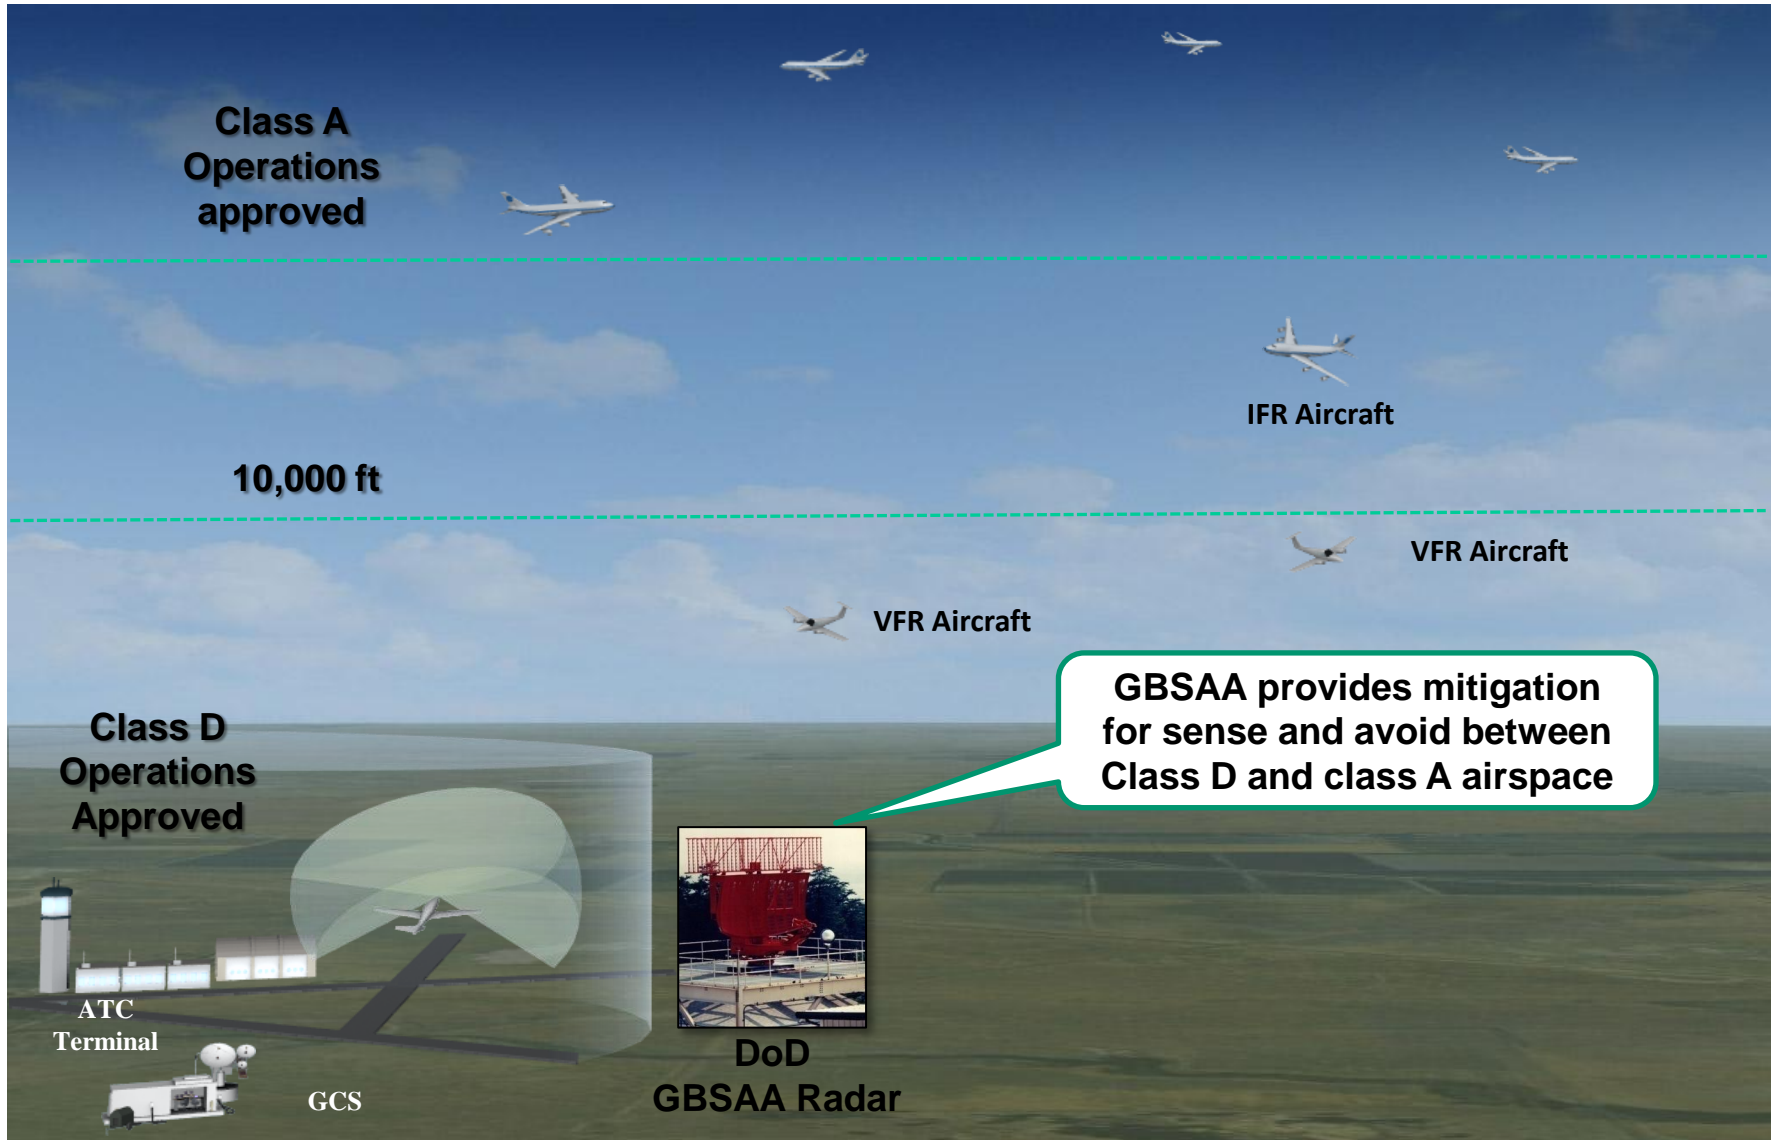 Class A
Operations
approved
IFR Aircraft
10,000 ft
VFR Aircraft
VFR Aircraft
GBSAA provides mitigation
for sense and avoid between
Class D and class A airspace
Class D
Operations
Approved
ATC
Terminal
GCS
DoD
GBSAA Radar